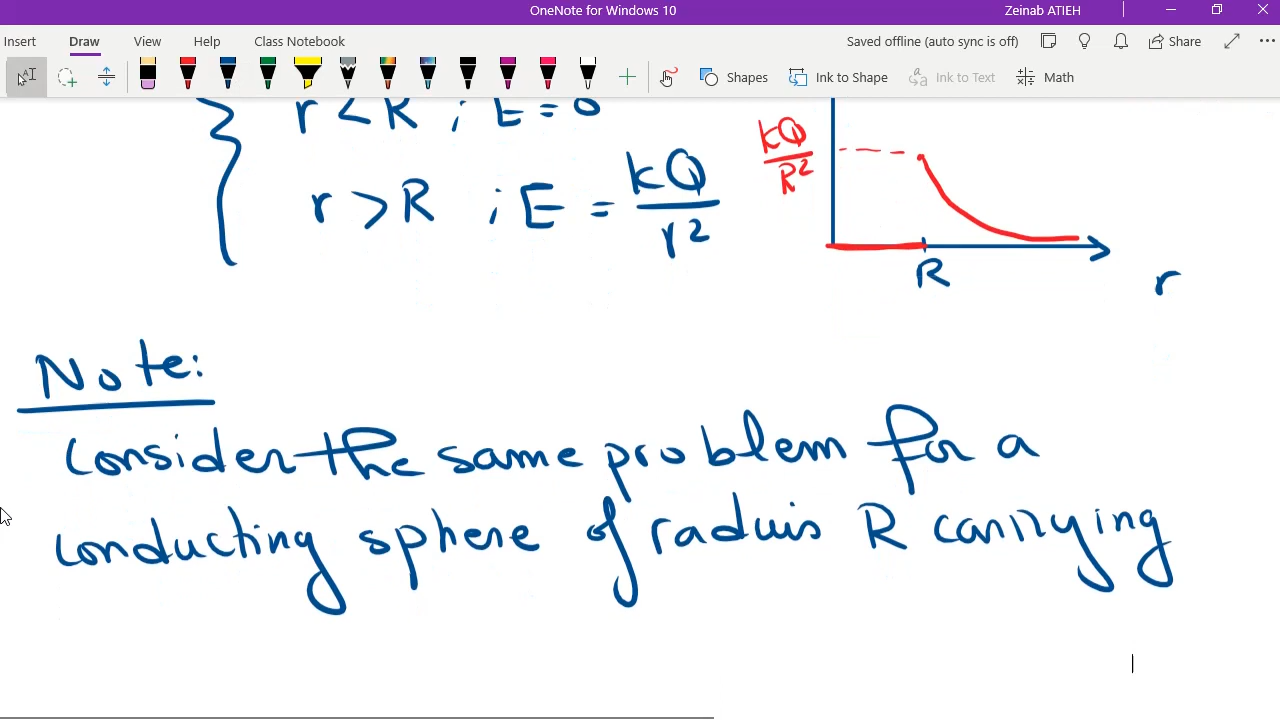 OneNote for Windows 10
Zeinab ATIEH
Insert Draw View Help Class Notebook
Saved offline (auto sync is off) Share
Shapes Ink to Shape Ink to Text Math
r < R ; E = 0
r > R ; E = kQ/r²
kQ/R²
R
r
Note:
Consider the same problem for a
conducting sphere of raduis R carrying